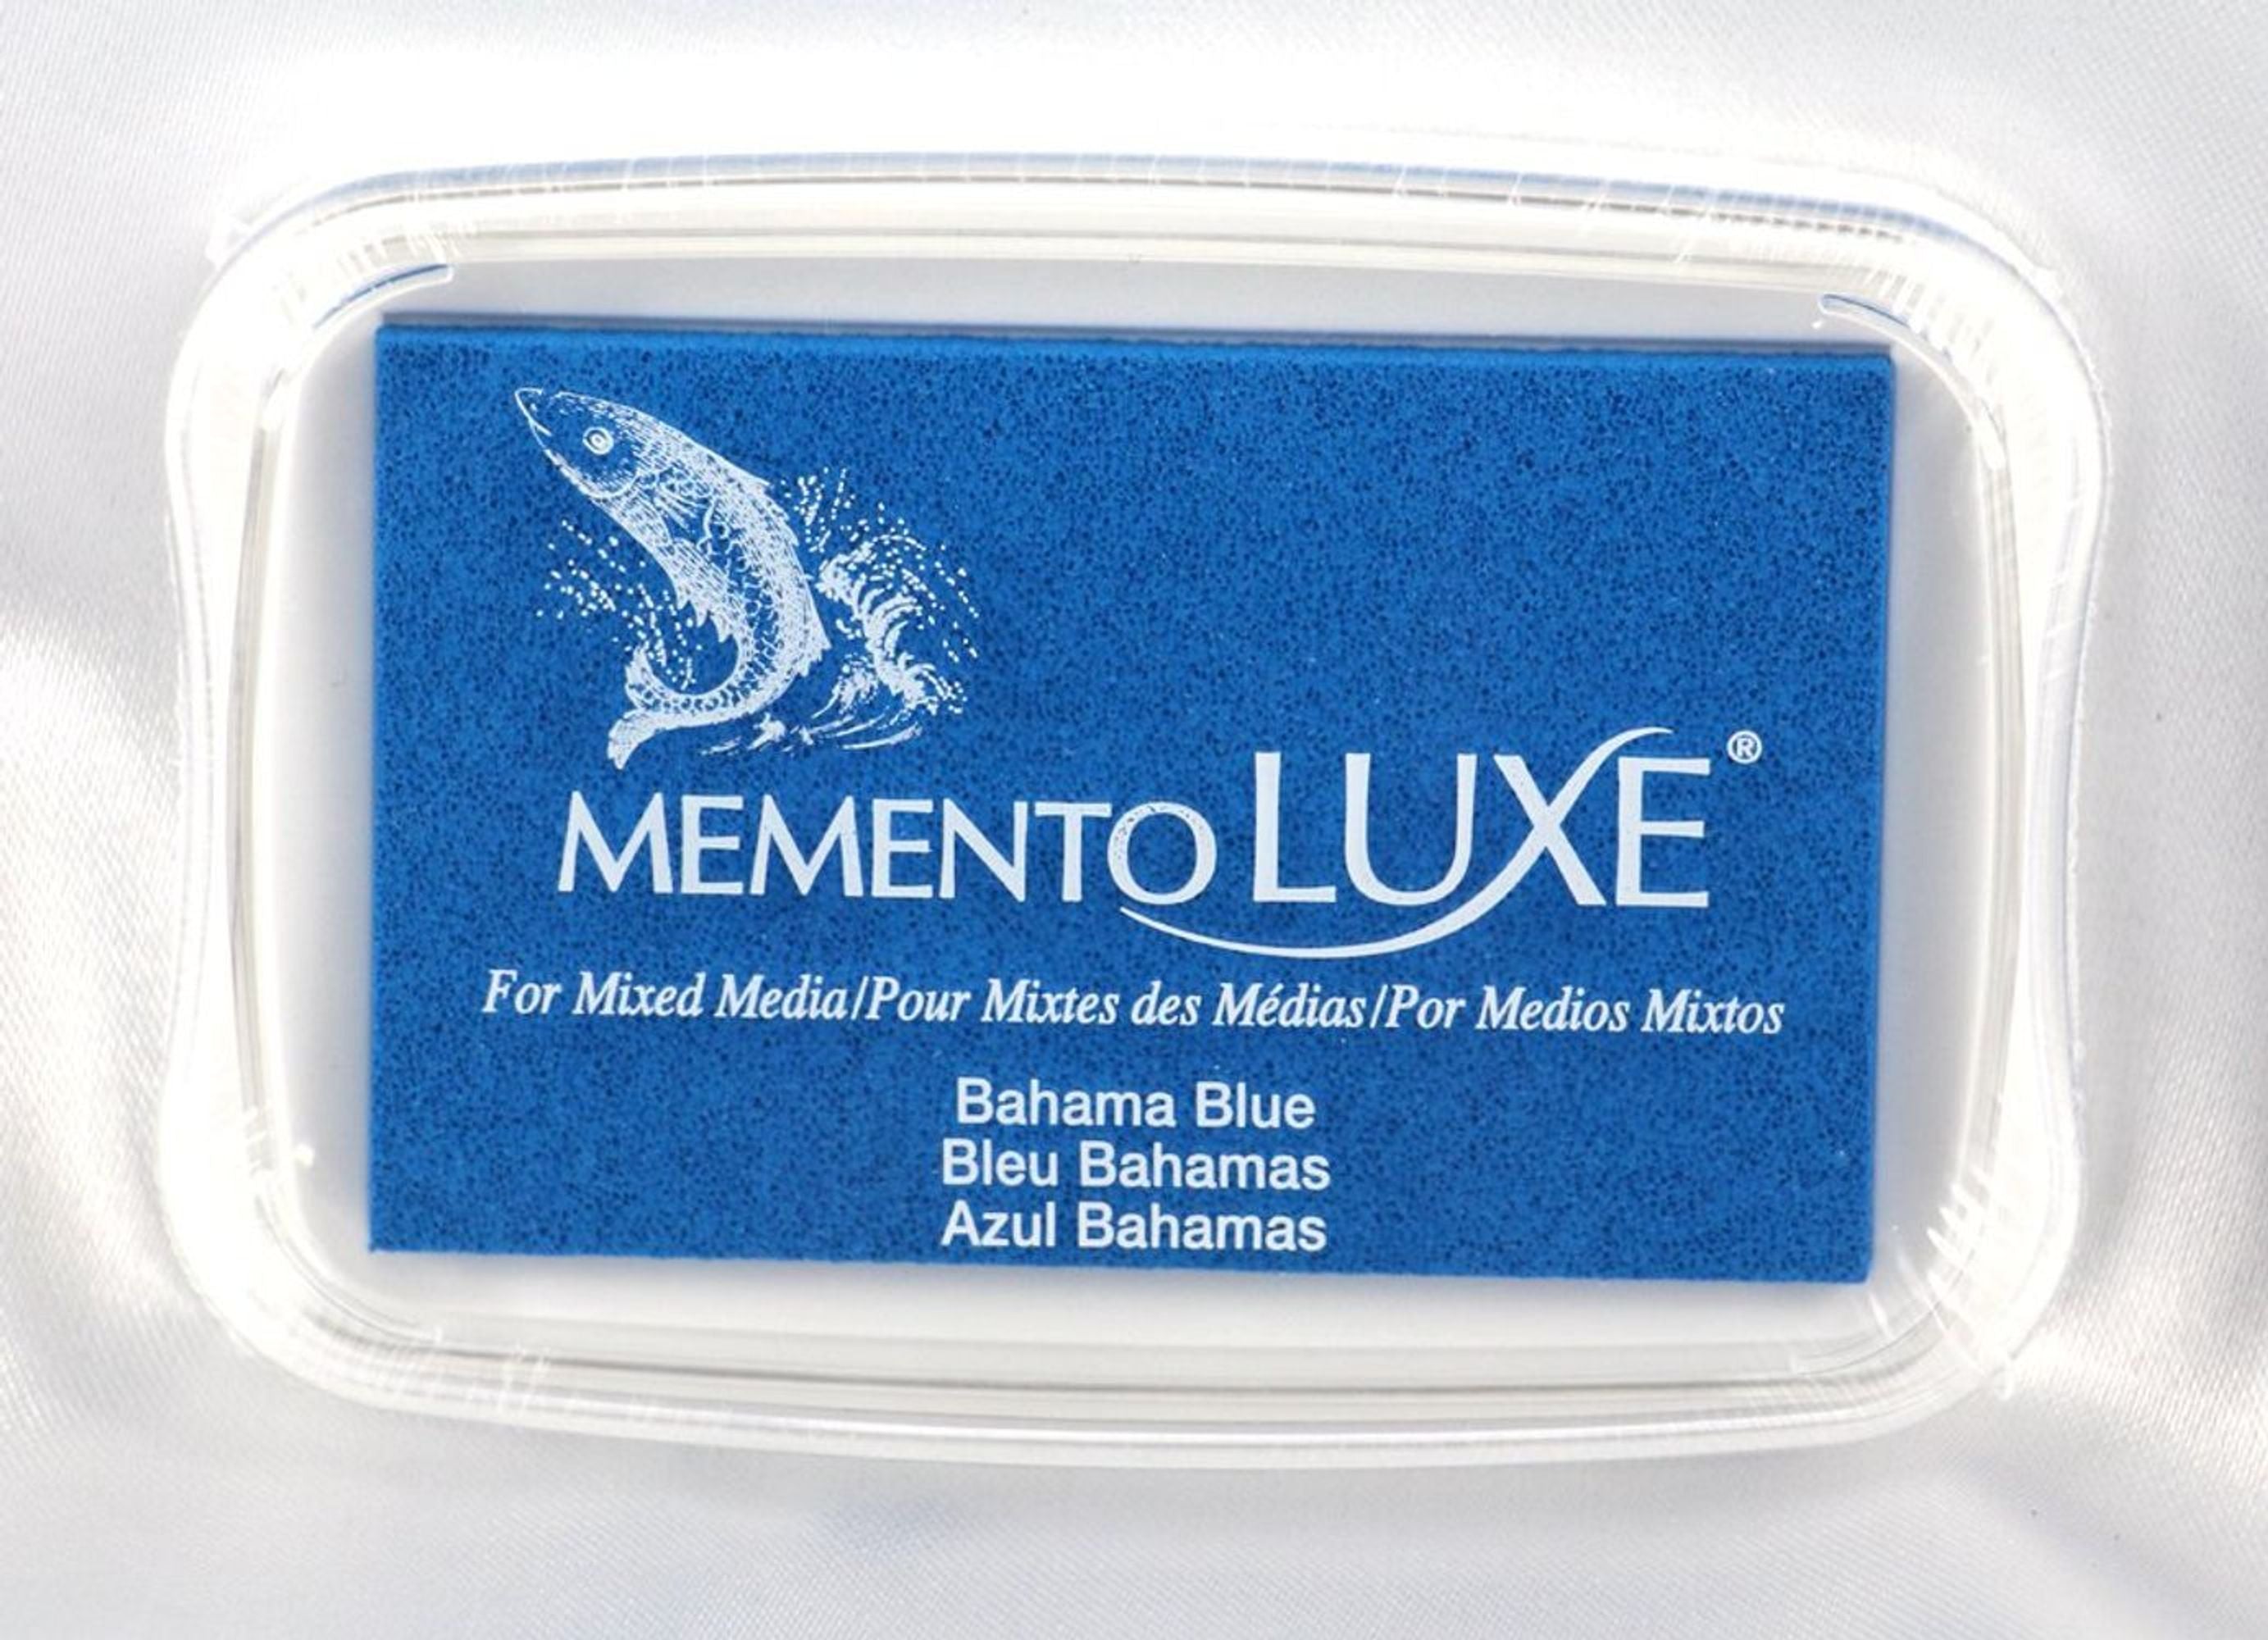 MEMENTO LUXE®
For Mixed Media/Pour Mixtes des Médias/Por Medios Mixtos
Bahama Blue
Bleu Bahamas
Azul Bahamas